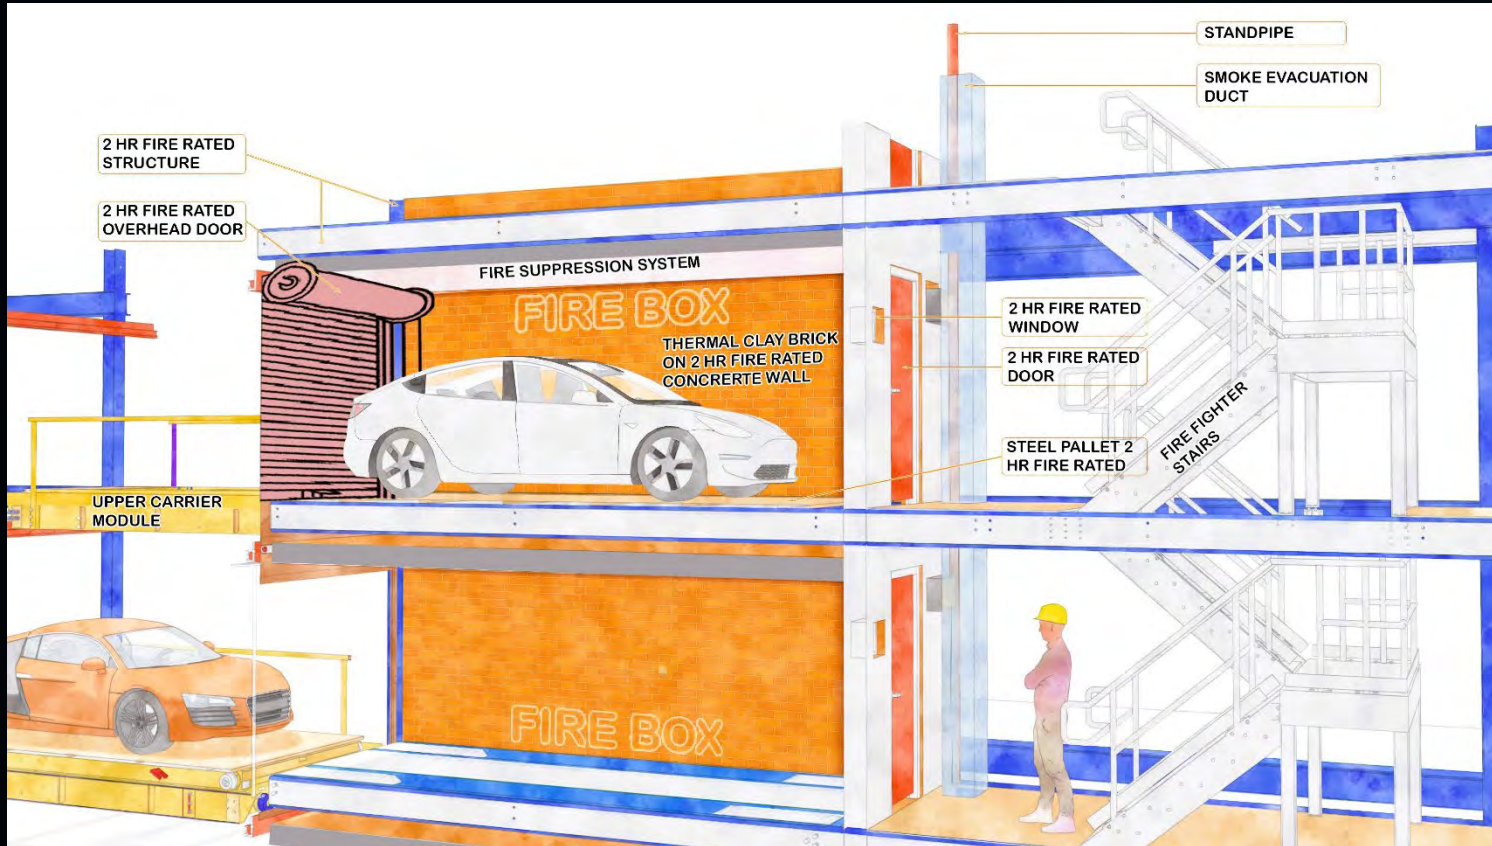 STANDPIPE
SMOKE EVACUATION
DUCT
2 HR FIRE RATED
STRUCTURE
2 HR FIRE RATED
OVERHEAD DOOR
FIRE SUPPRESSION SYSTEM
FIRE BOX
THERMAL CLAY BRICK
ON 2 HR FIRE RATED
CONCRERTE WALL
2 HR FIRE RATED
WINDOW
2 HR FIRE RATED
DOOR
FIRE FIGHTER
STAIRS
STEEL PALLET 2
HR FIRE RATED
UPPER CARRIER
MODULE
FIRE BOX